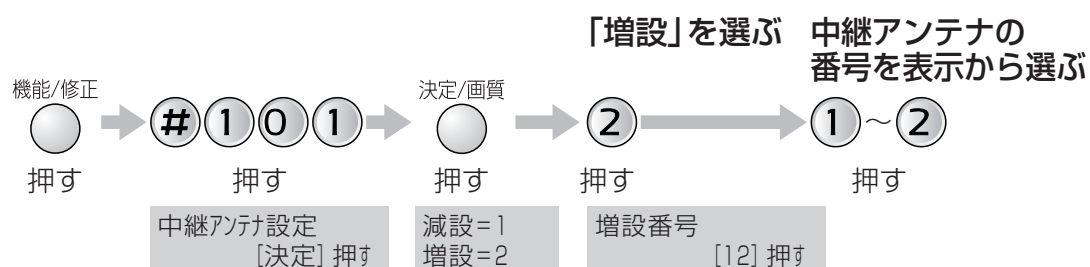 「増設」を選ぶ
中継アンテナの
番号を表示から選ぶ
機能/修正
#101
決定/画質
2
1～2
押す
押す
押す
押す
押す
中継ｱﾝﾃﾅ設定
[決定] 押す
減設=1
増設=2
増設番号
[12] 押す